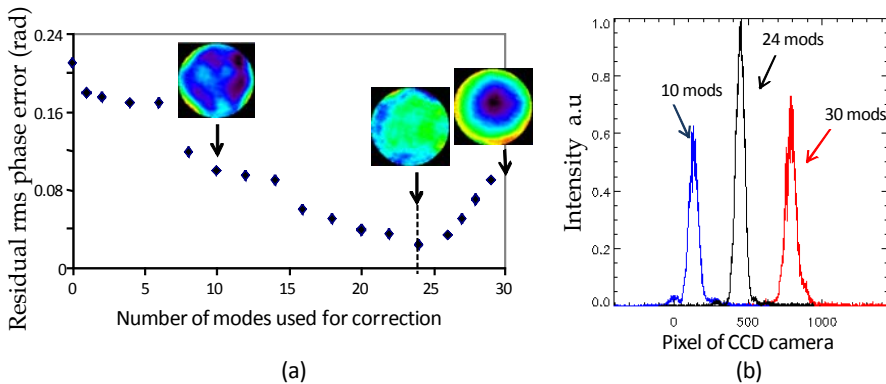 Residual rms phase error (rad)
0.24
0.16
0.08
0
0
5
10
15
20
25
30
Number of modes used for correction
(a)
Intensity a.u
1.0
0.8
0.6
0.4
0.2
0.0
10 mods
24 mods
30 mods
0
500
1000
Pixel of CCD camera
(b)